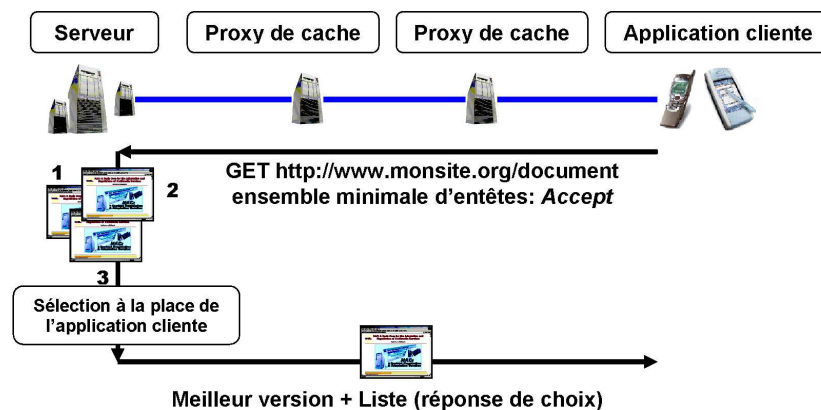 Serveur
Proxy de cache
Proxy de cache
Application cliente
GET http://www.monsite.org/document
ensemble minimale d'entêtes: Accept
1
2
3
Sélection à la place de
l'application cliente
Meilleur version + Liste (réponse de choix)